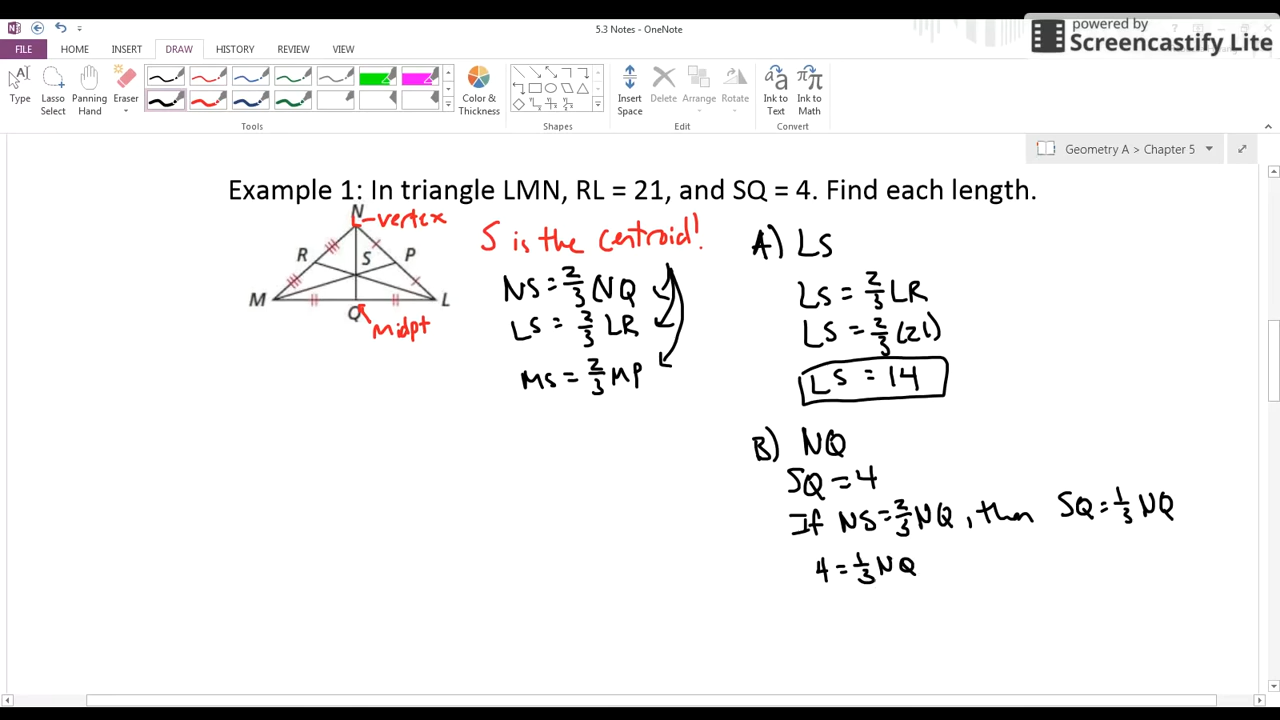 5.3 Notes - OneNote
powered by
Screencastify Lite
FILE HOME INSERT DRAW HISTORY REVIEW VIEW
Type
Lasso Select
Panning Hand
Eraser
Color & Thickness
Insert Space
Delete
Arrange
Rotate
Ink to Text
Ink to Math
Tools
Shapes
Edit
Convert
Geometry A > Chapter 5
Example 1: In triangle LMN, RL = 21, and SQ = 4. Find each length.
N
vertex
R
S
P
M
L
Q
midpt
S is the centroid!
NS = 2/3 (NQ
LS = 2/3 LR
MS = 2/3 MP
A) LS
LS = 2/3 LR
LS = 2/3 (21)
LS = 14
B) NQ
SQ = 4
If NS = 2/3 NQ, then SQ = 1/3 NQ
4 = 1/3 NQ